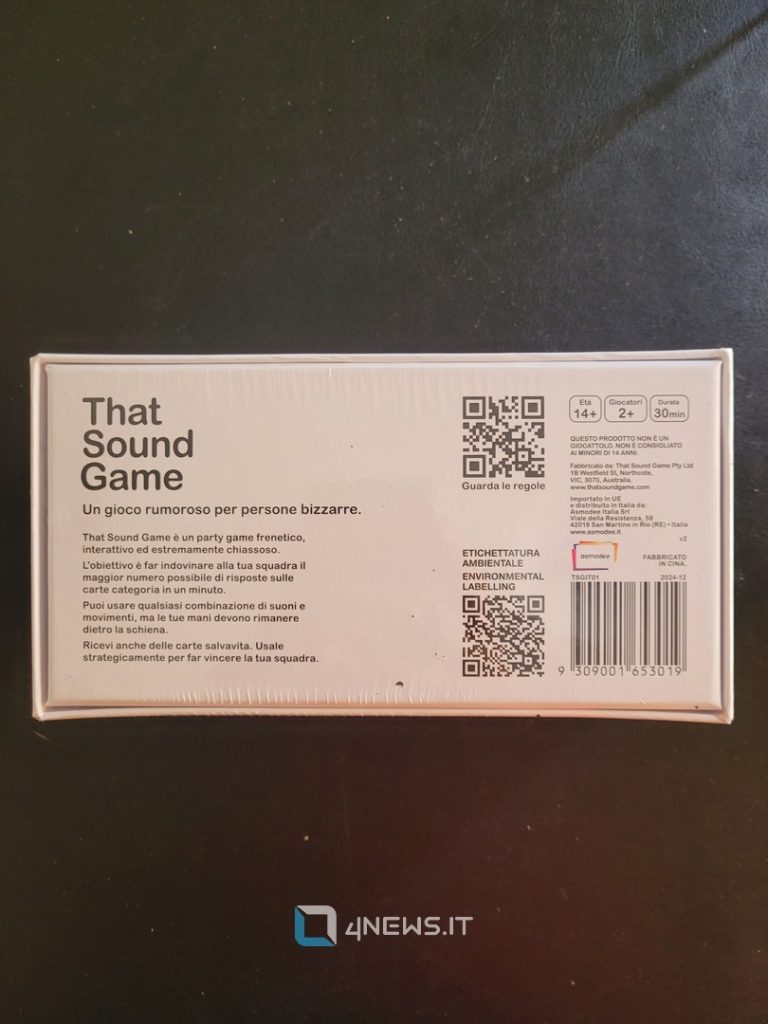 That
Sound
Game
Un gioco rumoroso per persone bizzarre.
That Sound Game è un party game frenetico,
interattivo ed estremamente chiassoso.
L'obiettivo è far indovinare alla tua squadra il
maggior numero possibile di risposte sulle
carte categoria in un minuto.
Puoi usare qualsiasi combinazione di suoni e
movimenti, ma le tue mani devono rimanere
dietro la schiena.
Ricevi anche delle carte salvavita. Usale
strategicamente per far vincere la tua squadra.
Guarda le regole
ETICHETTATURA
AMBIENTALE
ENVIRONMENTAL
LABELLING
Età
14+
Giocatori
2+
Durata
30min
QUESTO PRODOTTO NON È UN
GIOCATTOLO. NON È CONSIGLIATO
AI MINORI DI 14 ANNI.
Fabbricato da: That Sound Game Pty Ltd
1B Westfield St, Northcote,
VIC, 3070, Australia.
www.thatsoundgame.com
Importato in UE
e distribuito in Italia da:
Asmodee Italia Srl
Viale della Resistenza, 58
42018 San Martino in Rio (RE) • Italia
www.asmodee.it
v2
asmodee
FABBRICATO
IN CINA.
TSGIT01
2024-12
9 309001 653019
4NEWS.IT